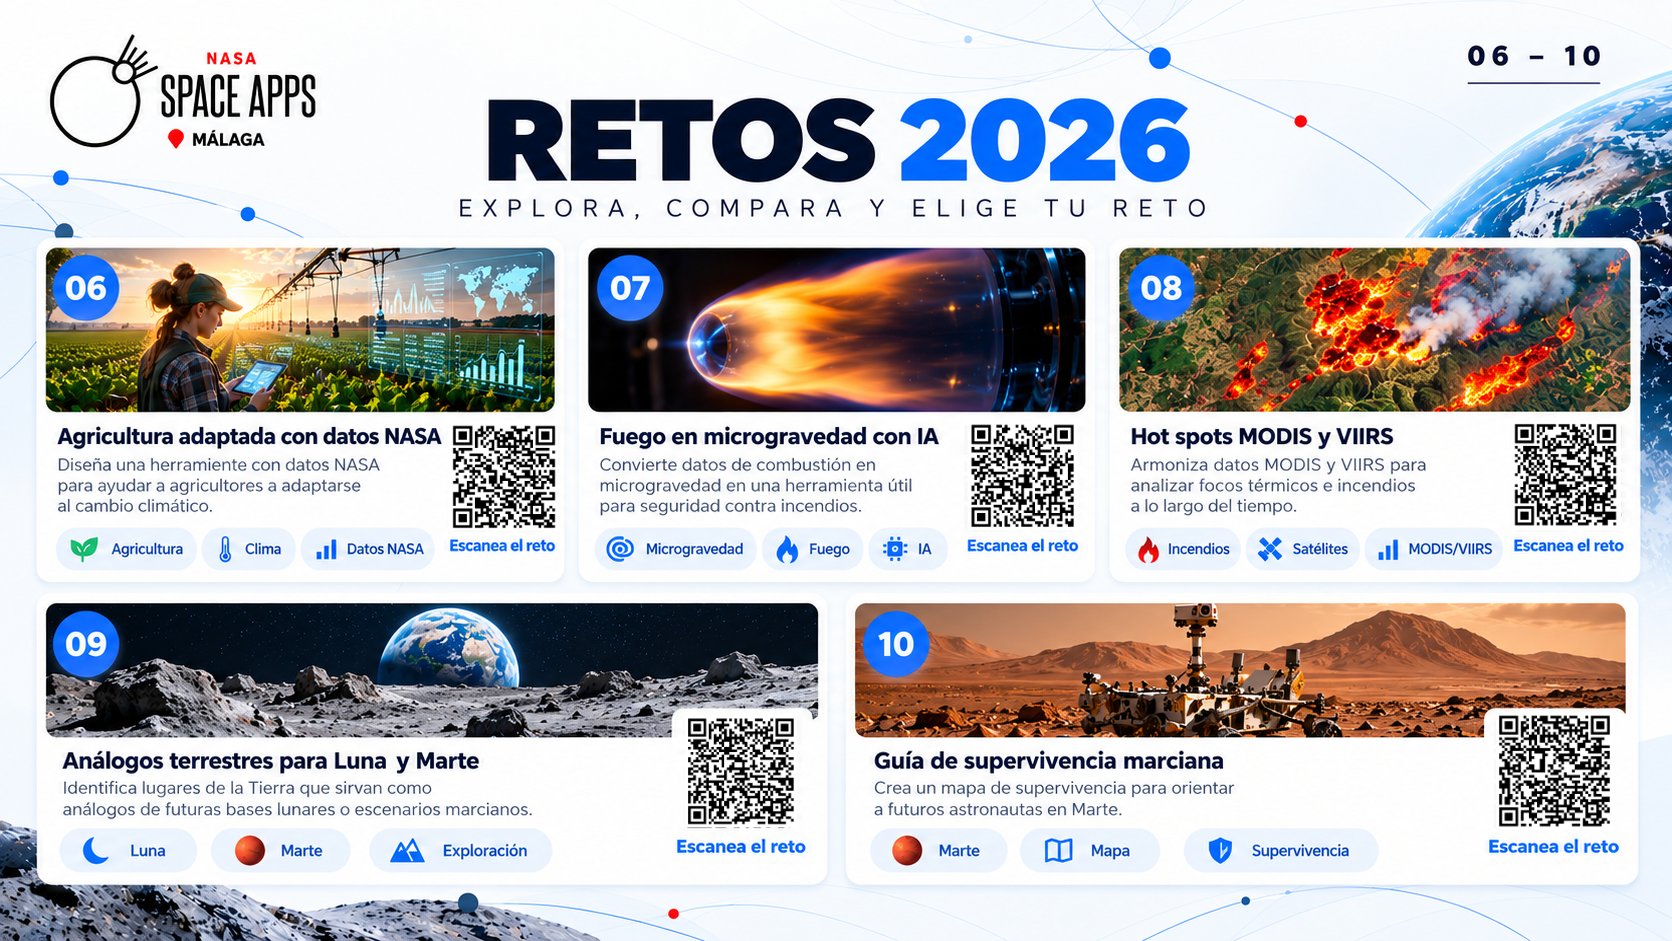 NASA
SPACE APPS
MÁLAGA
06 – 10
RETOS 2026
EXPLORA, COMPARA Y ELIGE TU RETO
06
Agricultura adaptada con datos NASA
Diseña una herramiente con datos NASA
para ayudar a agricultores a adaptarse
al cambio climático.
Agricultura
Clima
Datos NASA
Escanea el reto
07
Fuego en microgravedad con IA
Convierte datos de combustión en
microgravedad en una herramienta útil
para seguridad contra incendios.
Microgravedad
Fuego
IA
Escanea el reto
08
Hot spots MODIS y VIIRS
Armoniza datos MODIS y VIIRS para
analizar focos térmicos e incendios
a lo largo del tiempo.
Incendios
Satélites
MODIS/VIIRS
Escanea el reto
09
Análogos terrestres para Luna y Marte
Identifica lugares de la Tierra que sirvan como
análogos de futuras bases lunares o escenarios marcianos.
Luna
Marte
Exploración
Escanea el reto
10
Guía de supervivencia marciana
Crea un mapa de supervivencia para orientar
a futuros astronautas en Marte.
Marte
Mapa
Supervivencia
Escanea el reto